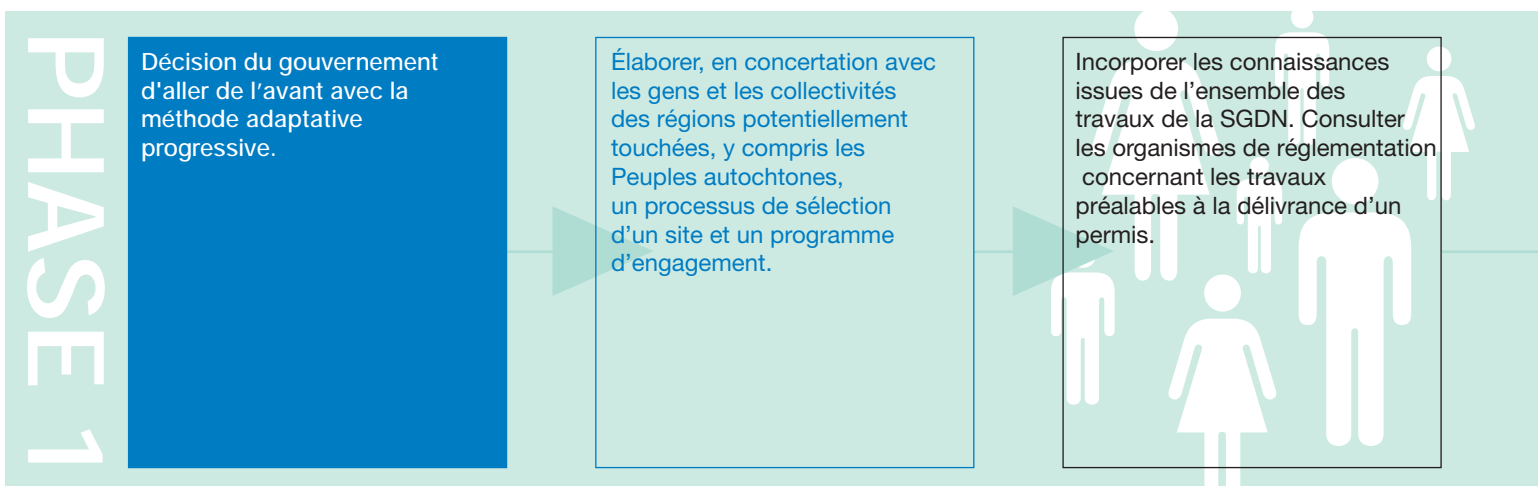 PHASE 1
Décision du gouvernement
d'aller de l’avant avec la
méthode adaptative
progressive.
Élaborer, en concertation avec
les gens et les collectivités
des régions potentiellement
touchées, y compris les
Peuples autochtones,
un processus de sélection
d’un site et un programme
d’engagement.
Incorporer les connaissances
issues de l’ensemble des
travaux de la SGDN. Consulter
les organismes de réglementation
concernant les travaux
préalables à la délivrance d’un
permis.